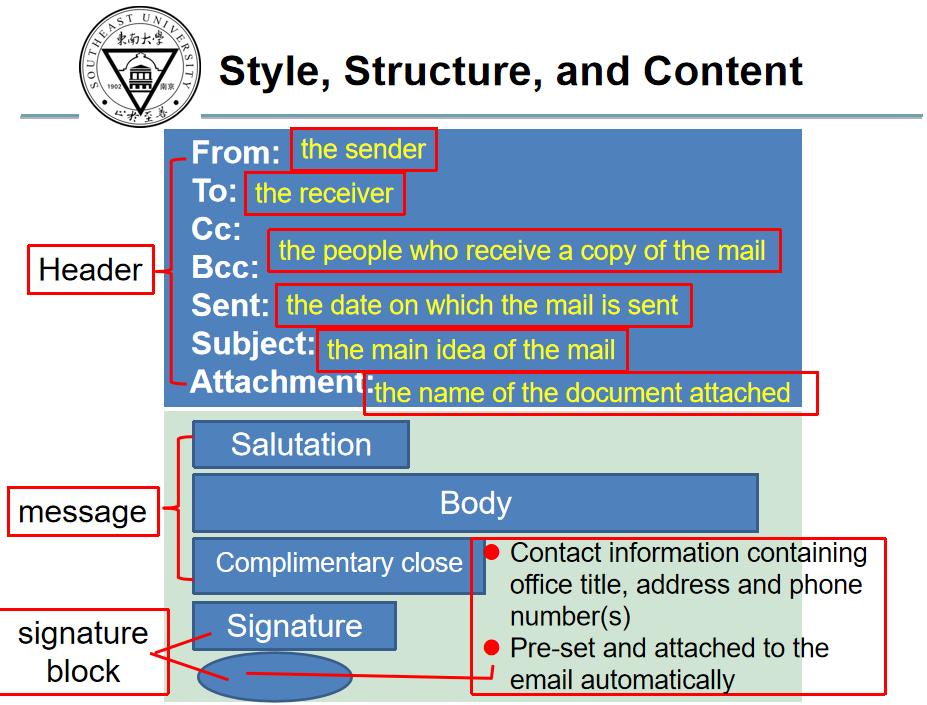 SOUTHEAST UNIVERSITY
東南大學
1902 南京
Style, Structure, and Content
From: the sender
To: the receiver
Cc:
the people who receive a copy of the mail
Bcc:
Header
Sent: the date on which the mail is sent
Subject: the main idea of the mail
Attachment: the name of the document attached
Salutation
Body
message
Complimentary close
Signature
signature
block
● Contact information containing
office title, address and phone
number(s)
● Pre-set and attached to the
email automatically